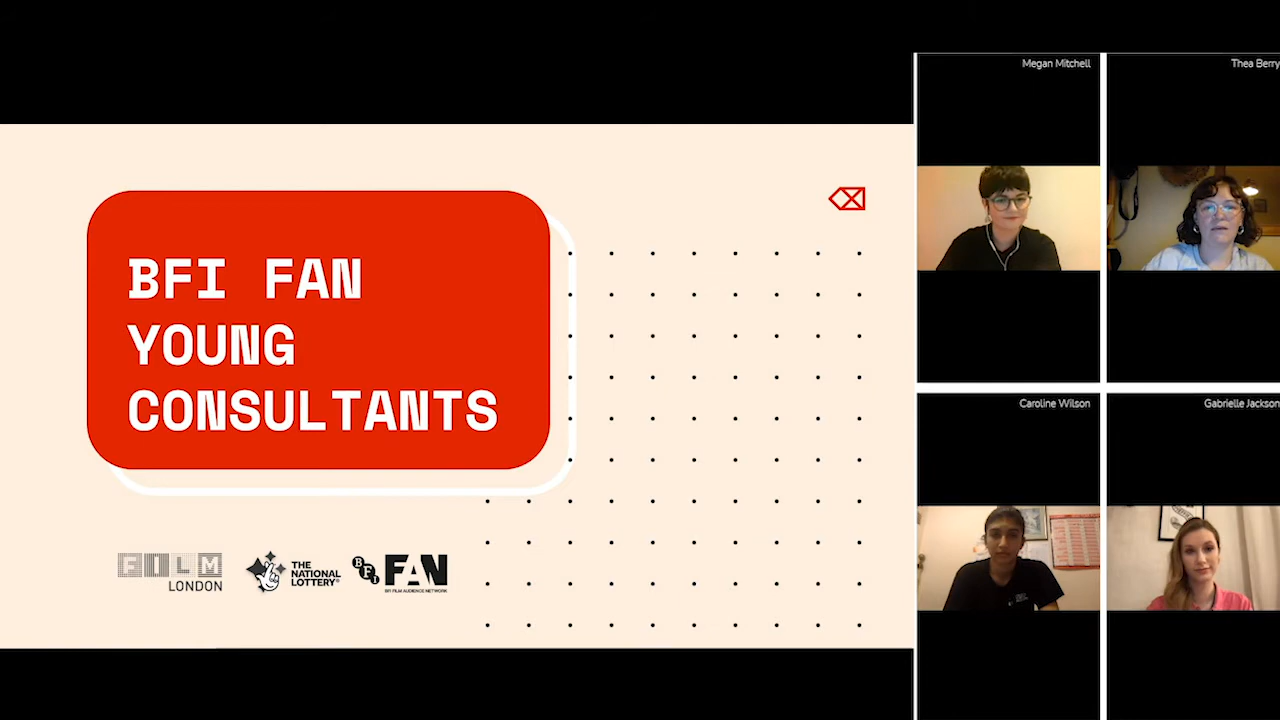 BFI FAN
YOUNG
CONSULTANTS
FILM
LONDON
THE
NATIONAL
LOTTERY®
BFI
FAN
BFI FILM AUDIENCE NETWORK
Megan Mitchell
Thea Berry
Caroline Wilson
Gabrielle Jackson